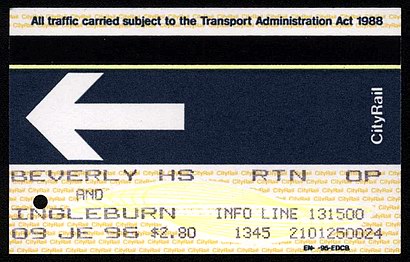 All traffic carried subject to the Transport Administration Act 1988
CityRail
BEVERLY HS RTN OP
AND
INGLEBURN INFO LINE 131500
09 JE 96 $2.80 1345 2101250024